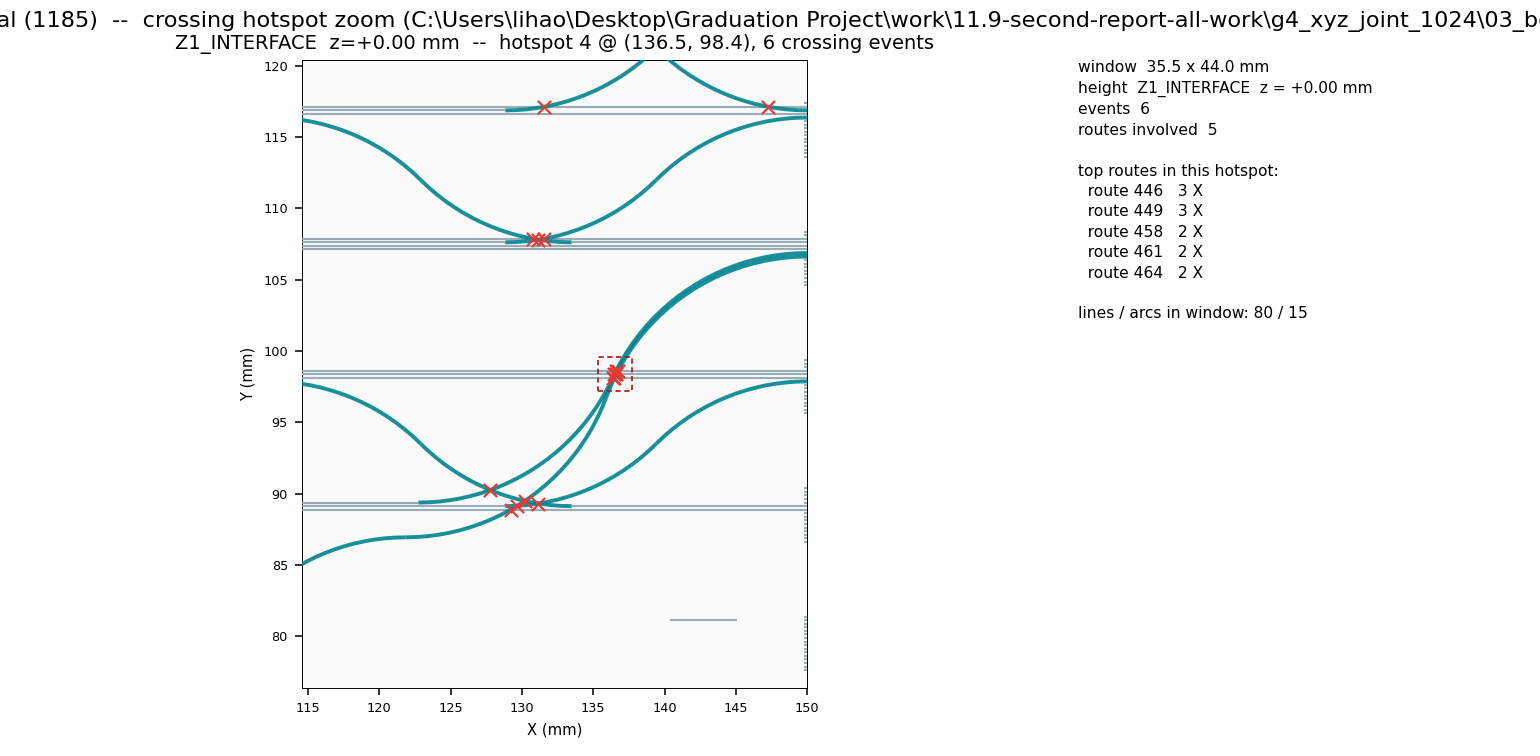 al (1185)  --  crossing hotspot zoom (C:\Users\lihao\Desktop\Graduation Project\work\11.9-second-report-all-work\g4_xyz_joint_1024\03_b
Z1_INTERFACE  z=+0.00 mm  --  hotspot 4 @ (136.5, 98.4), 6 crossing events
120
115
110
105
100
95
90
85
80
Y (mm)
115 120 125 130 135 140 145 150
X (mm)
window  35.5 x 44.0 mm
height  Z1_INTERFACE  z = +0.00 mm
events  6
routes involved  5
top routes in this hotspot:
route 446   3 X
route 449   3 X
route 458   2 X
route 461   2 X
route 464   2 X
lines / arcs in window: 80 / 15